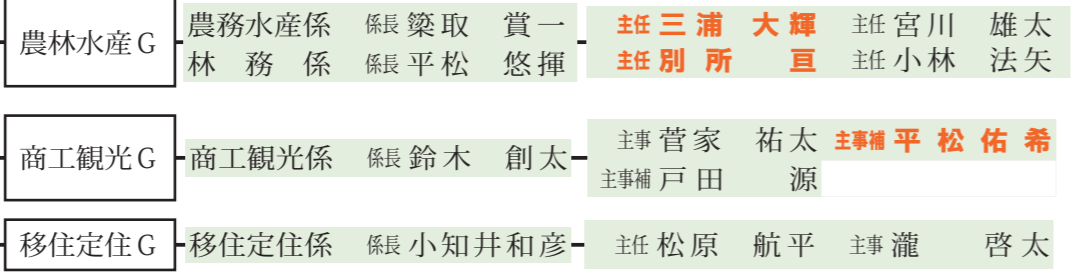 農林水産G 農務水産係 係長 簗取 賞一 主任 三浦 大輝 主任 宮川 雄太
林務係 係長 平松 悠揮 主任 別所 亘 主任 小林 法矢
商工観光G 商工観光係 係長 鈴木 創太 主事 菅家 祐太 主事補 平松佑希
主事補 戸田 源
移住定住G 移住定住係 係長 小知井和彦 主任 松原 航平 主事 瀧 啓太